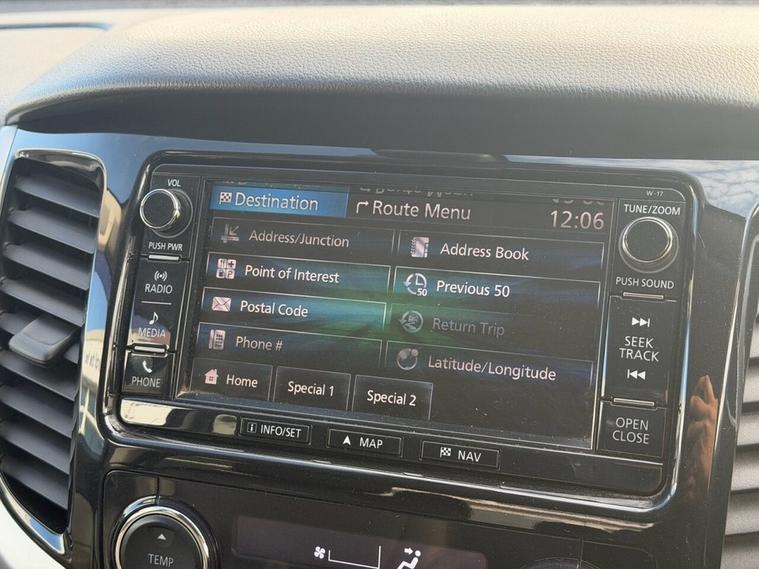 W-17
VOL
PUSH PWR
RADIO
MEDIA
PHONE
Destination
Route Menu
12:06
Address/Junction
Address Book
Point of Interest
Previous 50
50
Postal Code
Return Trip
Phone #
Latitude/Longitude
Home
Special 1
Special 2
TUNE/ZOOM
PUSH SOUND
SEEK
TRACK
OPEN
CLOSE
INFO/SET
MAP
NAV
TEMP